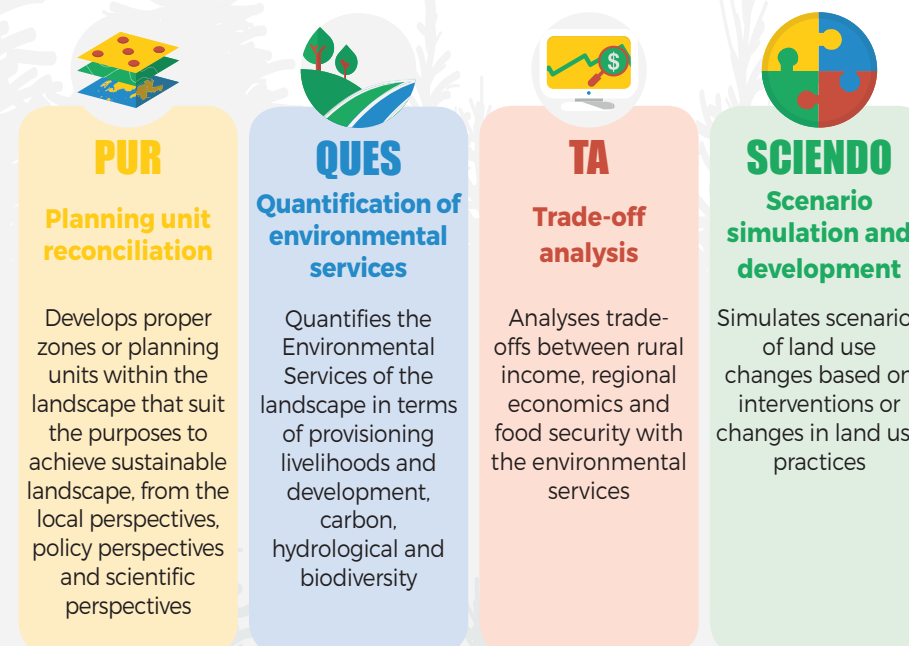 PUR
Planning unit
reconciliation
Develops proper
zones or planning
units within the
landscape that suit
the purposes to
achieve sustainable
landscape, from the
local perspectives,
policy perspectives
and scientific
perspectives
QUES
Quantification of
environmental
services
Quantifies the
Environmental
Services of the
landscape in terms
of provisioning
livelihoods and
development,
carbon,
hydrological and
biodiversity
$
TA
Trade-off
analysis
Analyses trade-
offs between rural
income, regional
economics and
food security with
the environmental
services
SCIENDO
Scenario
simulation and
development
Simulates
of land use
changes based on
interventions or
changes in land
practices